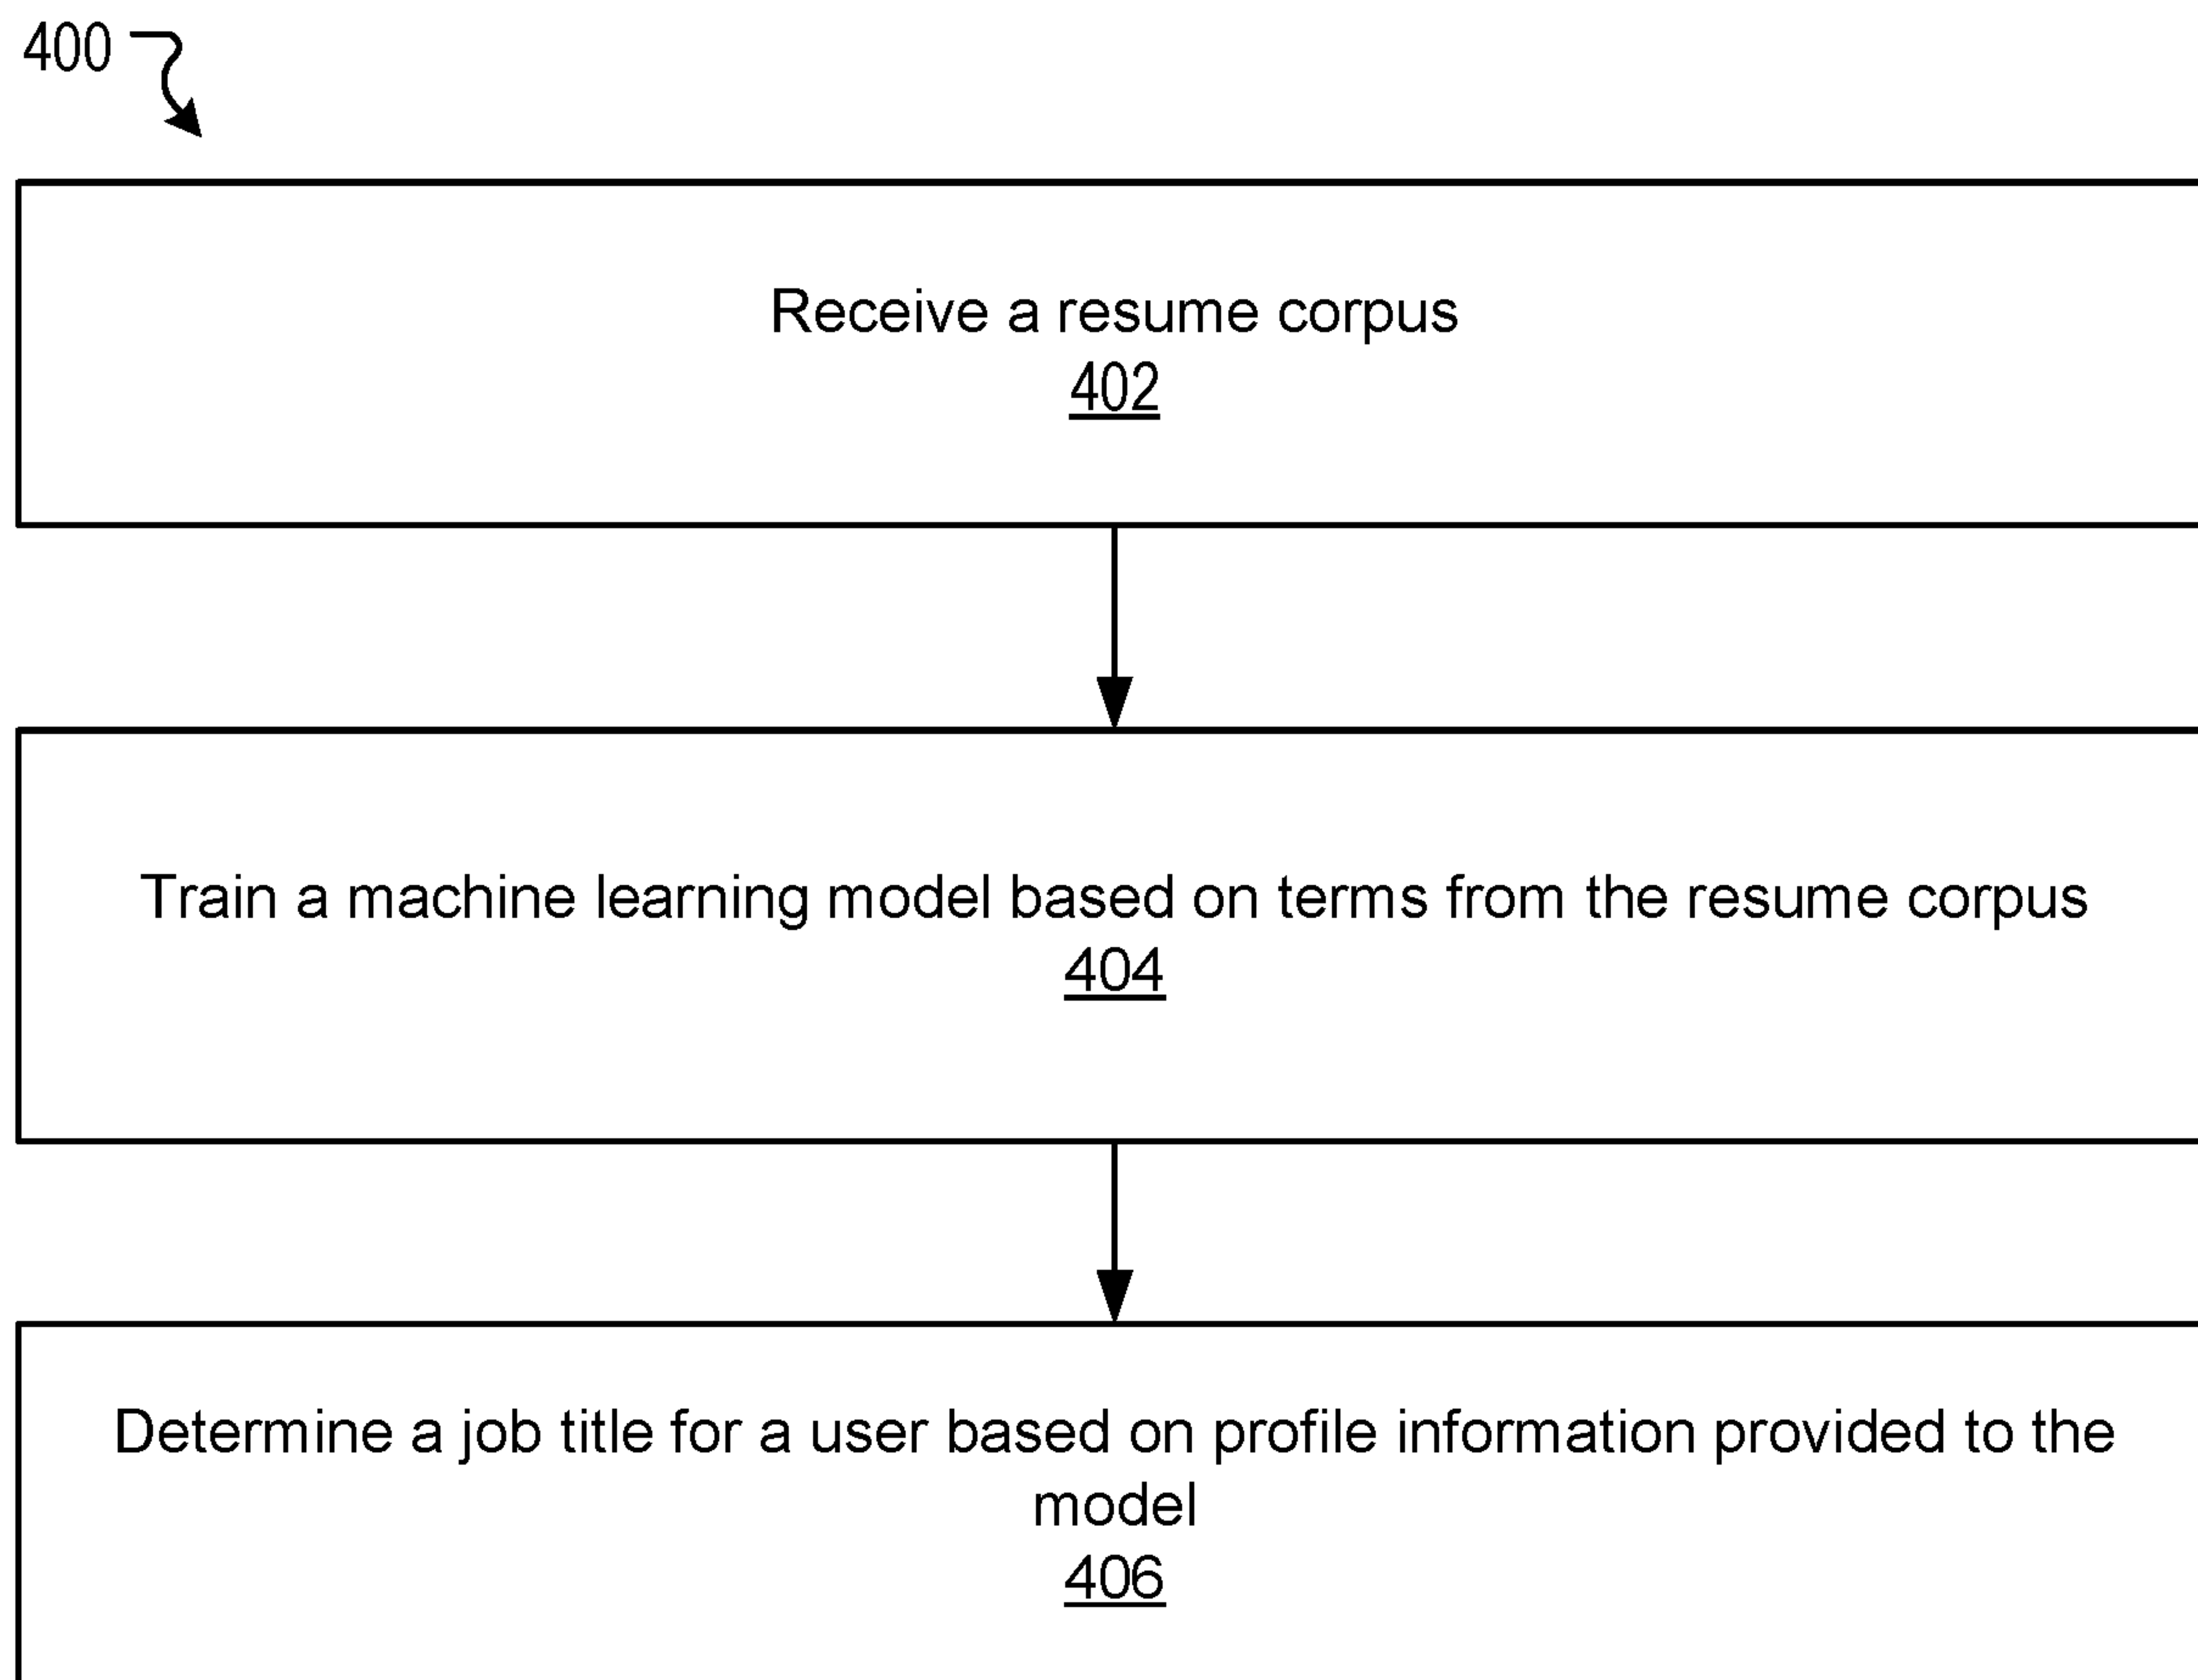 400
Receive a resume corpus
402
Train a machine learning model based on terms from the resume corpus
404
Determine a job title for a user based on profile information provided to the
model
406